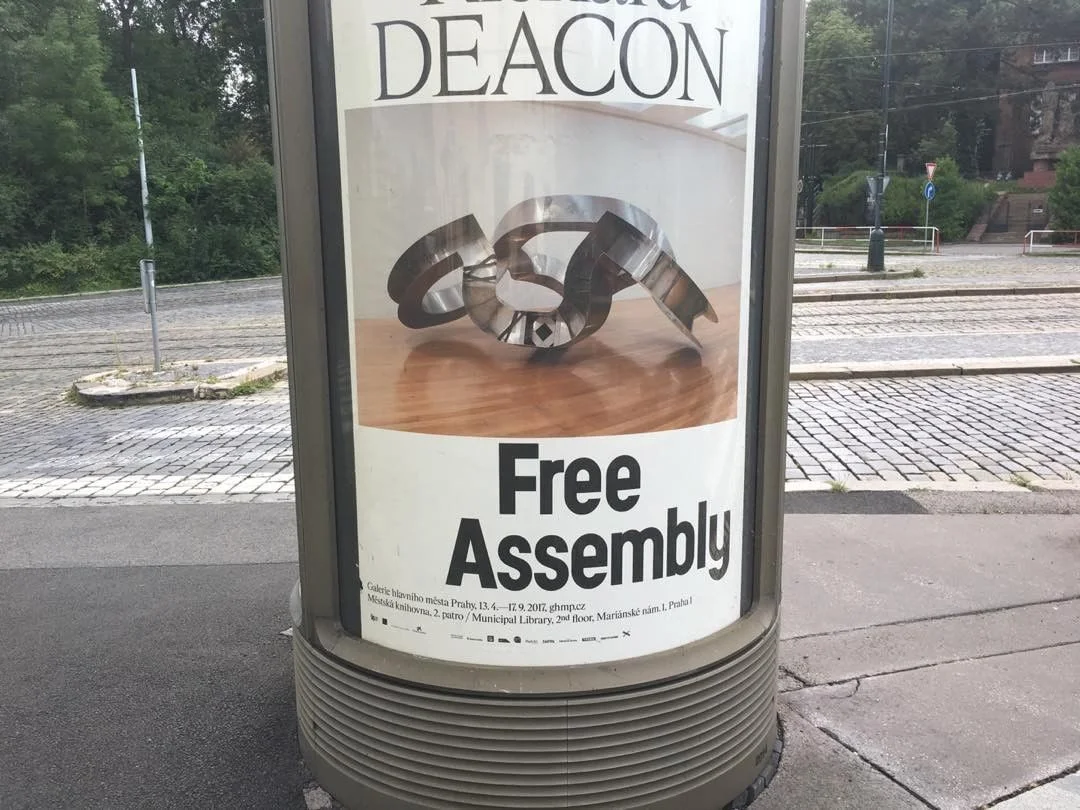 Richard
DEACON
Free
Assembly
Galerie hlavního města Prahy, 13. 4.—17. 9. 2017, ghmp.cz
Městská knihovna, 2. patro / Municipal Library, 2nd floor, Mariánské nám. 1, Praha 1